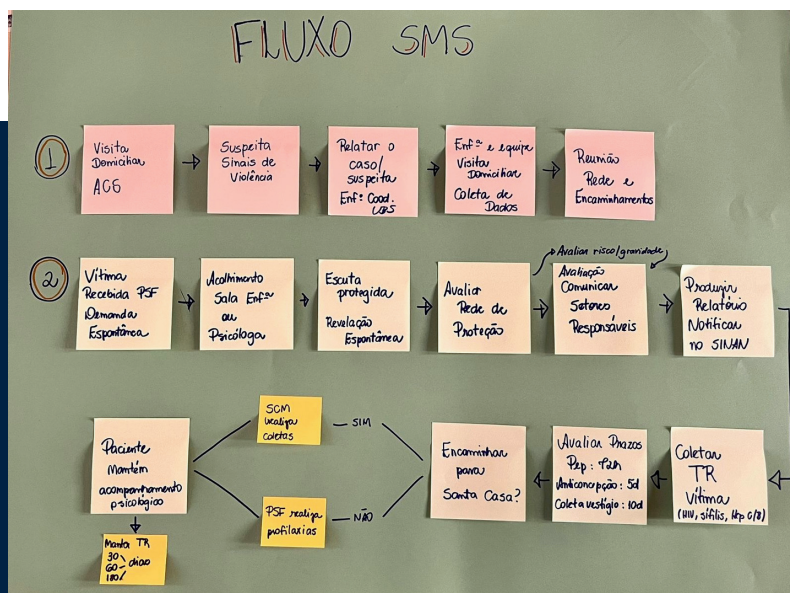 FLUXO SMS
1
Visita
Domiciliar
ACS
Suspeita
Sinais de
Violência
Relatar o
caso/
suspeita
Enfª Coord.
UBS
Enfª e equipe
Visita
Domiciliar
Coleta de
Dados
Reunião
Rede e
Encaminhamentos
2
Vítima
Recebida PSF
Demanda
Espontânea
Acolhimento
Sala Enfª
ou
Psicóloga
Escuta
protegida
Revelação
Espontânea
Avaliar
Rede de
Proteção
Avaliar risco/gravidade
Avaliação
Comunicar
Setores
Responsáveis
Produzir
Relatório
Notificar
no SINAN
Coletar
TR
Vítima
(HIV, sífilis, Hep C/B)
Avaliar Prazos
Pep: 72h
Anticoncepção: 5d
Coleta vestígio: 10d
Encaminhar
para
Santa Casa?
SIM
SCM
realiza
coletas
NÃO
PSF realiza
profilaxias
Paciente
Mantém
acompanhamento
psicológico
Manter TR
30
60 dias
180